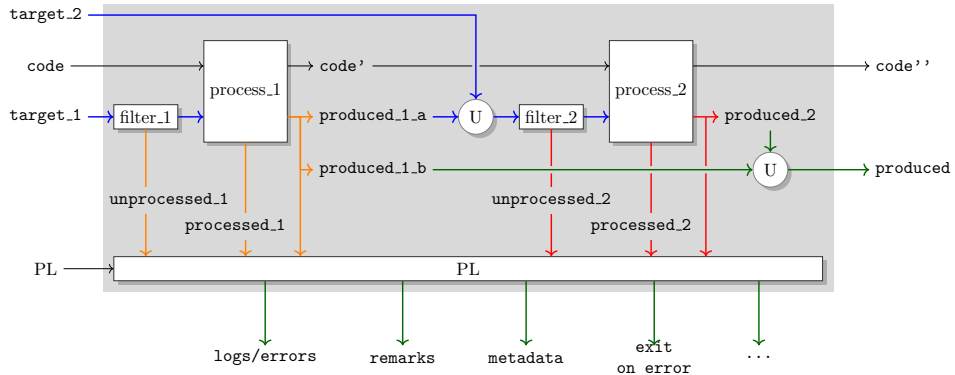 target_2
code
code'
code''
process_1
process_2
target_1
filter_1
produced_1_a
U
filter_2
produced_2
produced_1_b
U
produced
unprocessed_1
unprocessed_2
processed_1
processed_2
PL
PL
logs/errors
remarks
metadata
exit
on error
...